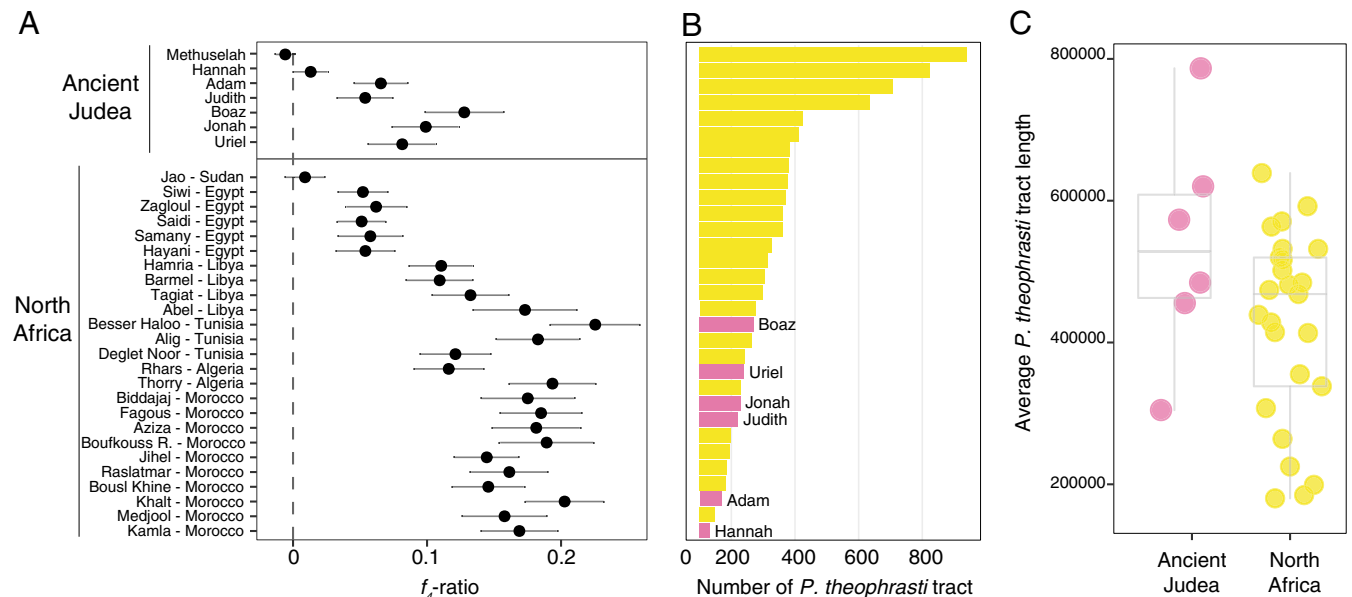 A
Ancient
Judea
Methuselah
Hannah
Adam
Judith
Boaz
Jonah
Uriel
North
Africa
Jao - Sudan
Siwi - Egypt
Zagloul - Egypt
Saidi - Egypt
Samany - Egypt
Hayani - Egypt
Hamria - Libya
Barmel - Libya
Tagiat - Libya
Abel - Libya
Besser Haloo - Tunisia
Alig - Tunisia
Deglet Noor - Tunisia
Rhars - Algeria
Thorry - Algeria
Biddajaj - Morocco
Fagous - Morocco
Aziza - Morocco
Boufkouss R. - Morocco
Jihel - Morocco
Raslatmar - Morocco
Bousl Khine - Morocco
Khalt - Morocco
Medjool - Morocco
Kamla - Morocco
0 0.1 0.2
f4-ratio
B
Boaz
Uriel
Jonah
Judith
Adam
Hannah
0 200 400 600 800
Number of P. theophrasti tract
C
Average P. theophrasti tract length
800000
600000
400000
200000
Ancient
Judea
North
Africa